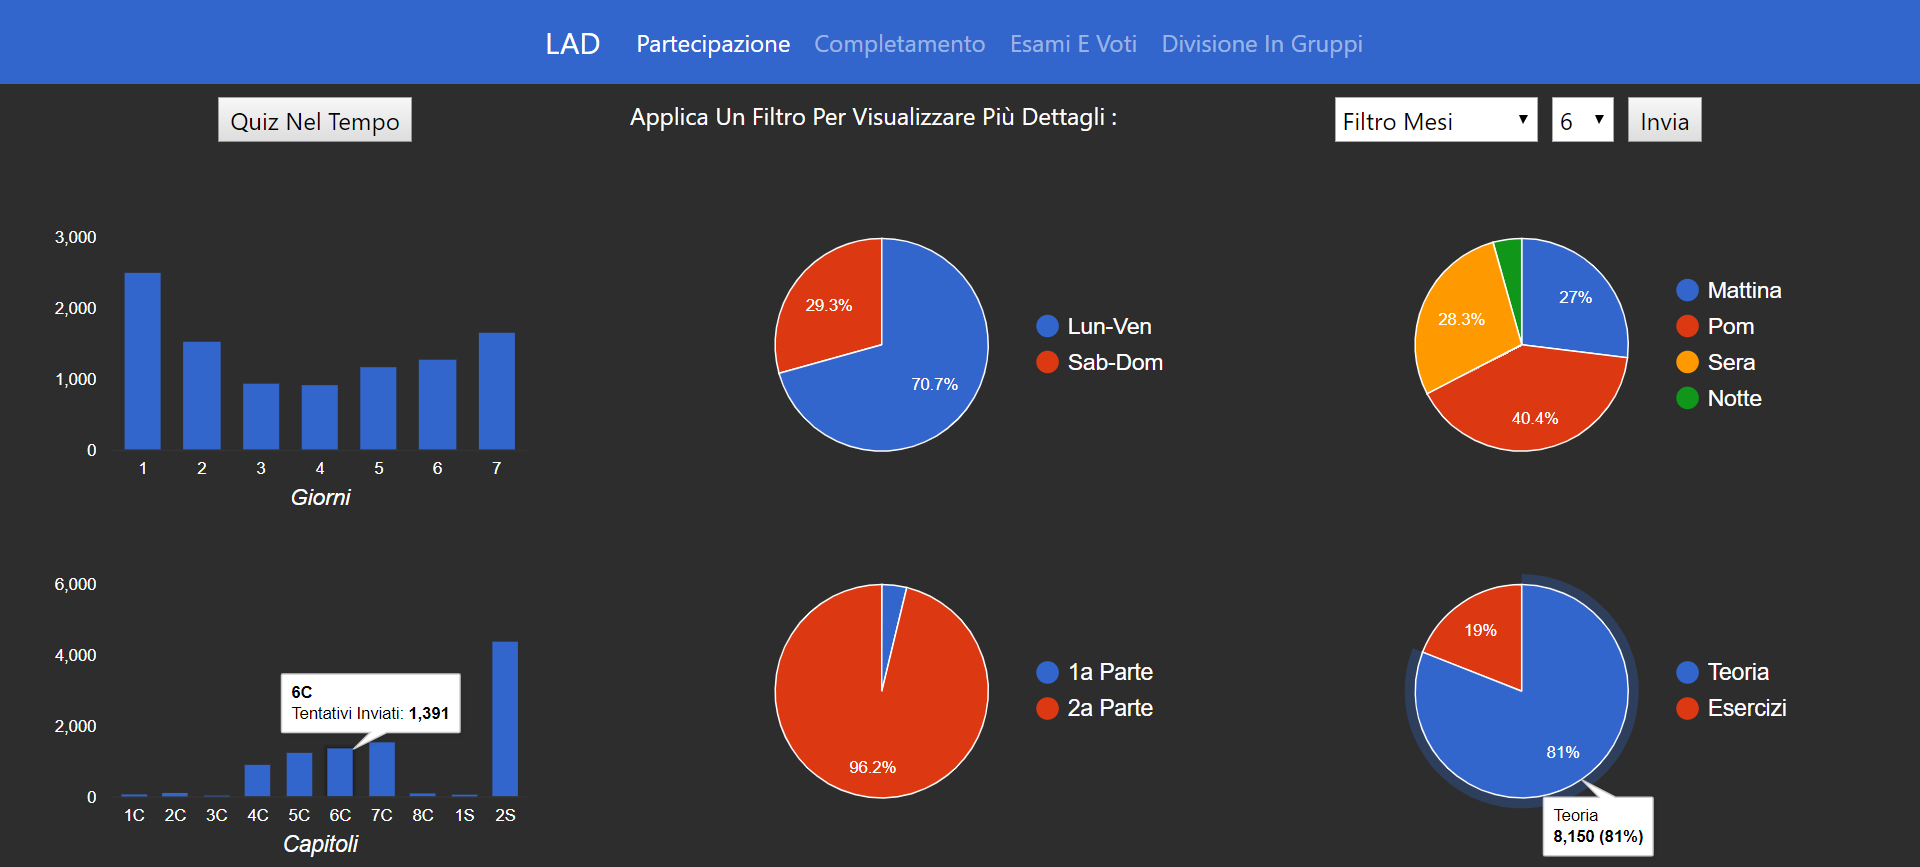 LAD Partecipazione Completamento Esami E Voti Divisione In Gruppi
Quiz Nel Tempo
Applica Un Filtro Per Visualizzare Più Dettagli :
Filtro Mesi 6 Invia
3,000
2,000
1,000
0
1 2 3 4 5 6 7
Giorni
29.3%
70.7%
Lun-Ven
Sab-Dom
27%
28.3%
40.4%
Mattina
Pom
Sera
Notte
6,000
4,000
2,000
0
6C
Tentativi Inviati: 1,391
1C 2C 3C 4C 5C 6C 7C 8C 1S 2S
Capitoli
96.2%
1a Parte
2a Parte
19%
81%
Teoria
Esercizi
Teoria
8,150 (81%)